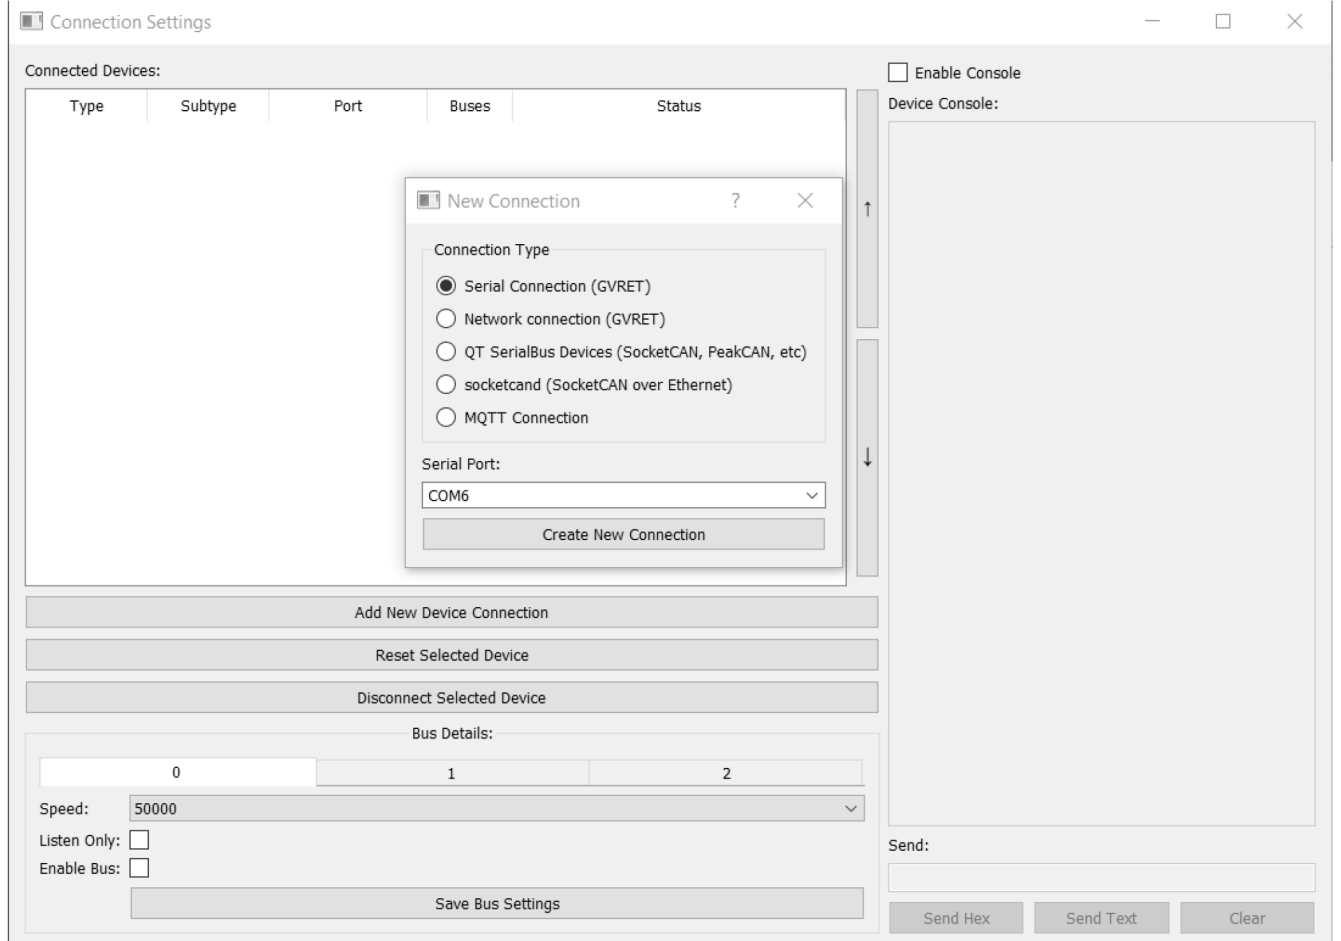 Connection Settings
Connected Devices:
Type Subtype Port Buses Status
New Connection ?
Connection Type
Serial Connection (GVRET)
Network connection (GVRET)
QT SerialBus Devices (SocketCAN, PeakCAN, etc)
socketcand (SocketCAN over Ethernet)
MQTT Connection
Serial Port:
COM6
Create New Connection
↑
↓
Add New Device Connection
Reset Selected Device
Disconnect Selected Device
Bus Details:
0 1 2
Speed: 50000
Listen Only:
Enable Bus:
Save Bus Settings
Enable Console
Device Console:
Send:
Send Hex Send Text Clear